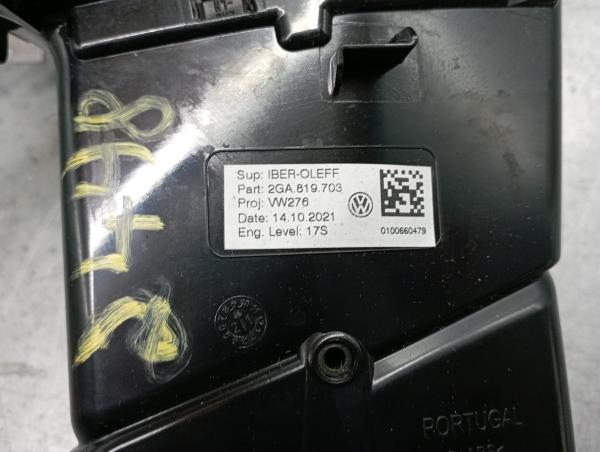 Sup: IBER-OLEFF
Part: 2GA.819.703
Proj: VW276
Date: 14.10.2021
Eng. Level: 17S
0100660479
PORTUGAL